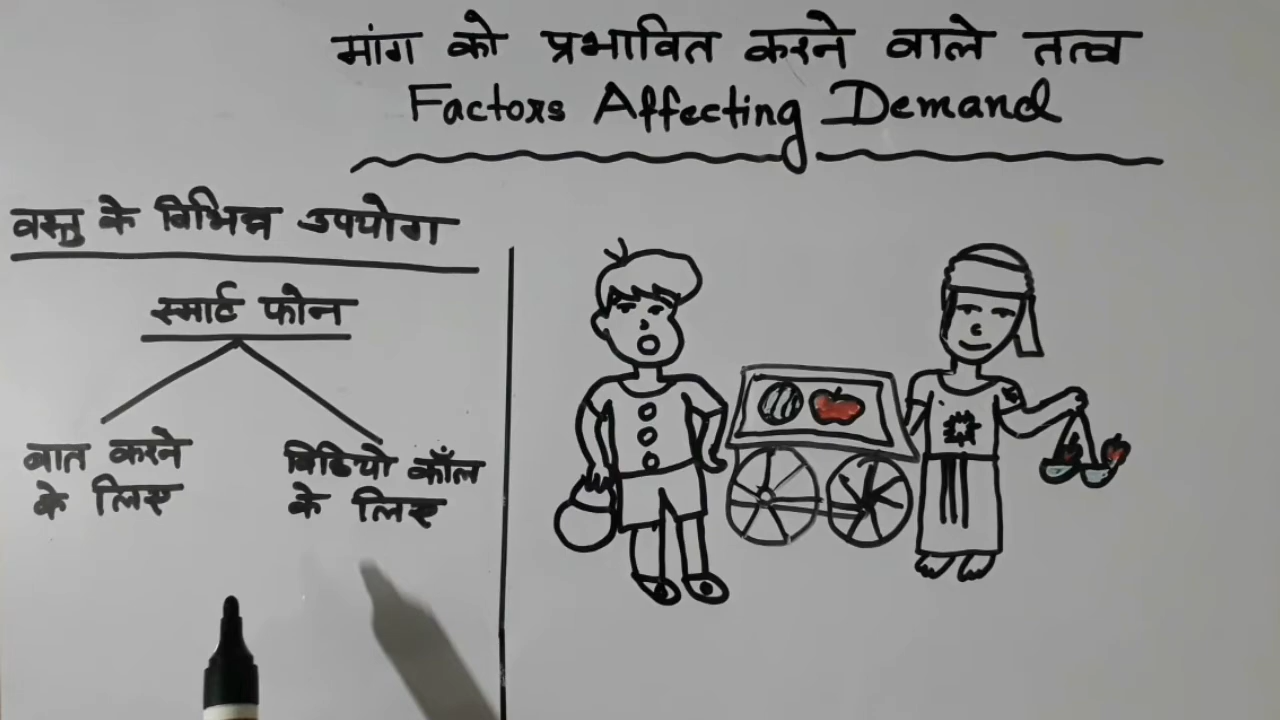 मांग को प्रभावित करने वाले तत्व
Factors Affecting Demand
वस्तु के विभिन्न उपयोग
स्मार्ट फोन
बात करने
के लिए
विडियो कॉल
के लिए